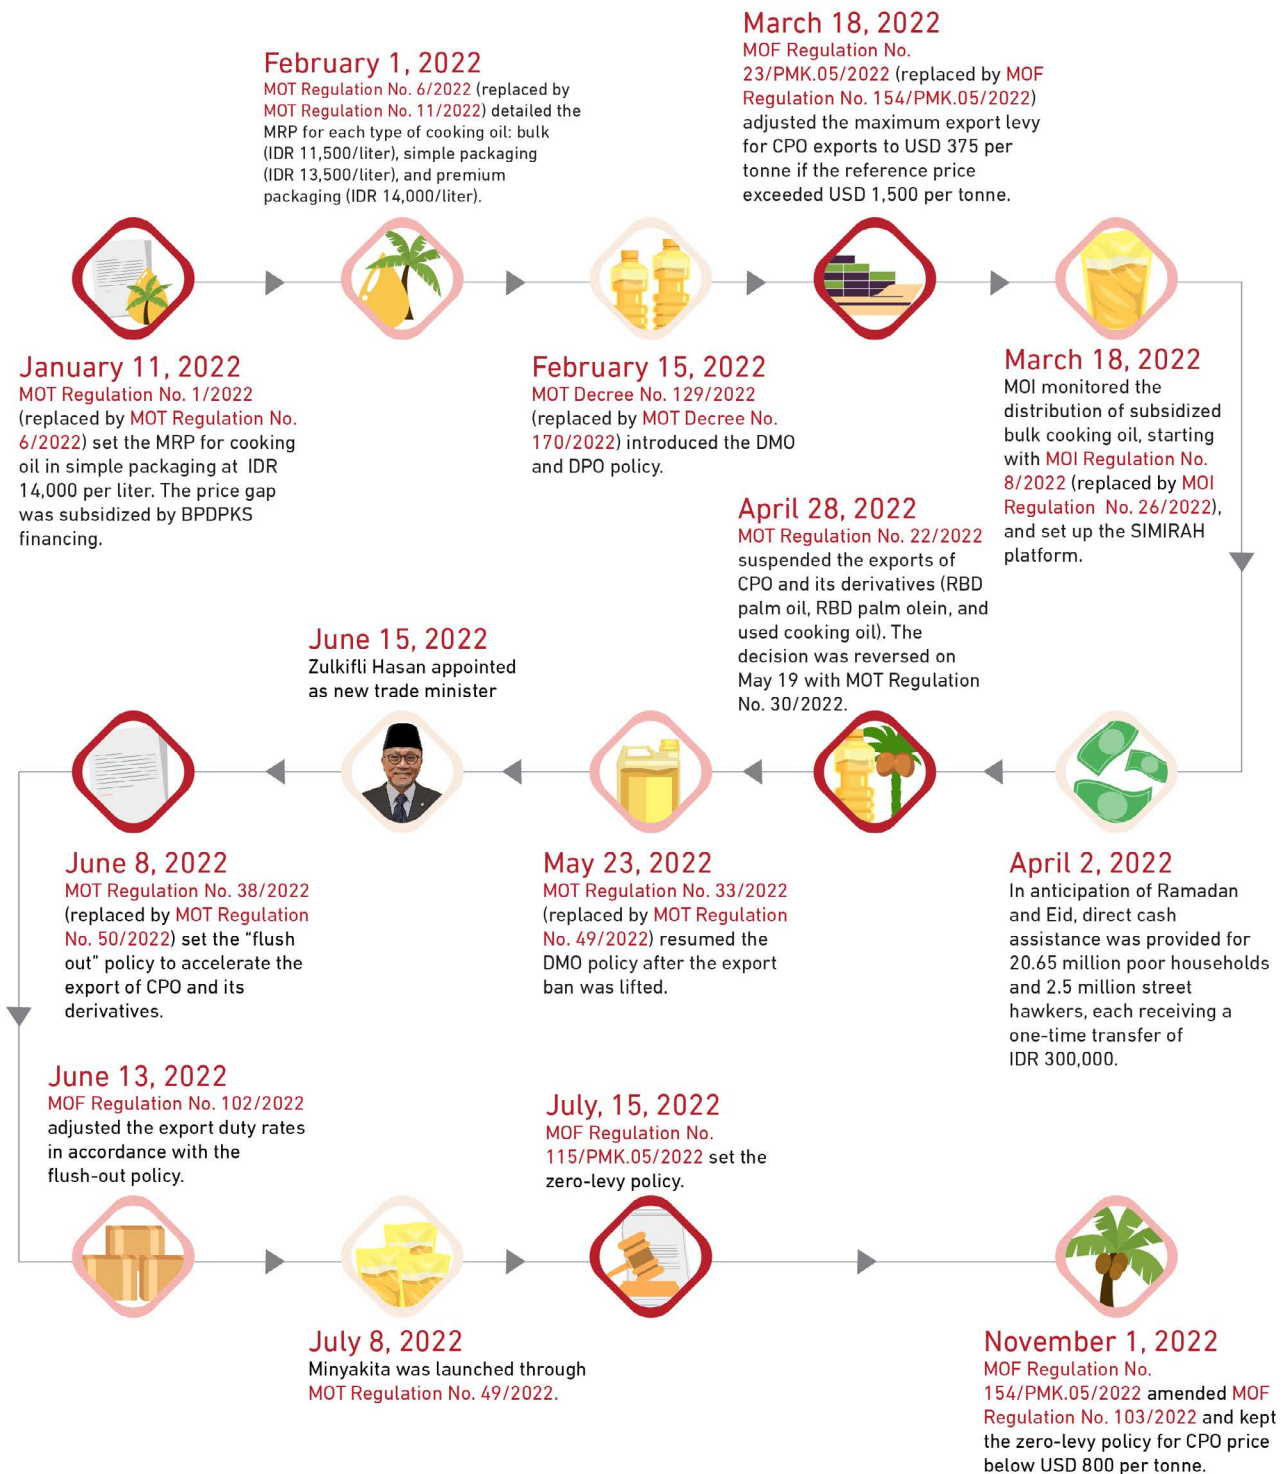 January 11, 2022
MOT Regulation No. 1/2022
(replaced by MOT Regulation No.
6/2022) set the MRP for cooking
oil in simple packaging at IDR
14,000 per liter. The price gap
was subsidized by BPDPKS
financing.
February 1, 2022
MOT Regulation No. 6/2022 (replaced by
MOT Regulation No. 11/2022) detailed the
MRP for each type of cooking oil: bulk
(IDR 11,500/liter), simple packaging
(IDR 13,500/liter), and premium
packaging (IDR 14,000/liter).
February 15, 2022
MOT Decree No. 129/2022
(replaced by MOT Decree No.
170/2022) introduced the DMO
and DPO policy.
March 18, 2022
MOF Regulation No.
23/PMK.05/2022 (replaced by MOF
Regulation No. 154/PMK.05/2022)
adjusted the maximum export levy
for CPO exports to USD 375 per
tonne if the reference price
exceeded USD 1,500 per tonne.
March 18, 2022
MOI monitored the
distribution of subsidized
bulk cooking oil, starting
with MOI Regulation No.
8/2022 (replaced by MOI
Regulation No. 26/2022),
and set up the SIMIRAH
platform.
April 2, 2022
In anticipation of Ramadan
and Eid, direct cash
assistance was provided for
20.65 million poor households
and 2.5 million street
hawkers, each receiving a
one-time transfer of
IDR 300,000.
April 28, 2022
MOT Regulation No. 22/2022
suspended the exports of
CPO and its derivatives (RBD
palm oil, RBD palm olein, and
used cooking oil). The
decision was reversed on
May 19 with MOT Regulation
No. 30/2022.
May 23, 2022
MOT Regulation No. 33/2022
(replaced by MOT Regulation
No. 49/2022) resumed the
DMO policy after the export
ban was lifted.
June 15, 2022
Zulkifli Hasan appointed
as new trade minister
June 8, 2022
MOT Regulation No. 38/2022
(replaced by MOT Regulation
No. 50/2022) set the “flush
out” policy to accelerate the
export of CPO and its
derivatives.
June 13, 2022
MOF Regulation No. 102/2022
adjusted the export duty rates
in accordance with the
flush-out policy.
July 8, 2022
Minyakita was launched through
MOT Regulation No. 49/2022.
July, 15, 2022
MOF Regulation No.
115/PMK.05/2022 set the
zero-levy policy.
November 1, 2022
MOF Regulation No.
154/PMK.05/2022 amended MOF
Regulation No. 103/2022 and kept
the zero-levy policy for CPO price
below USD 800 per tonne.